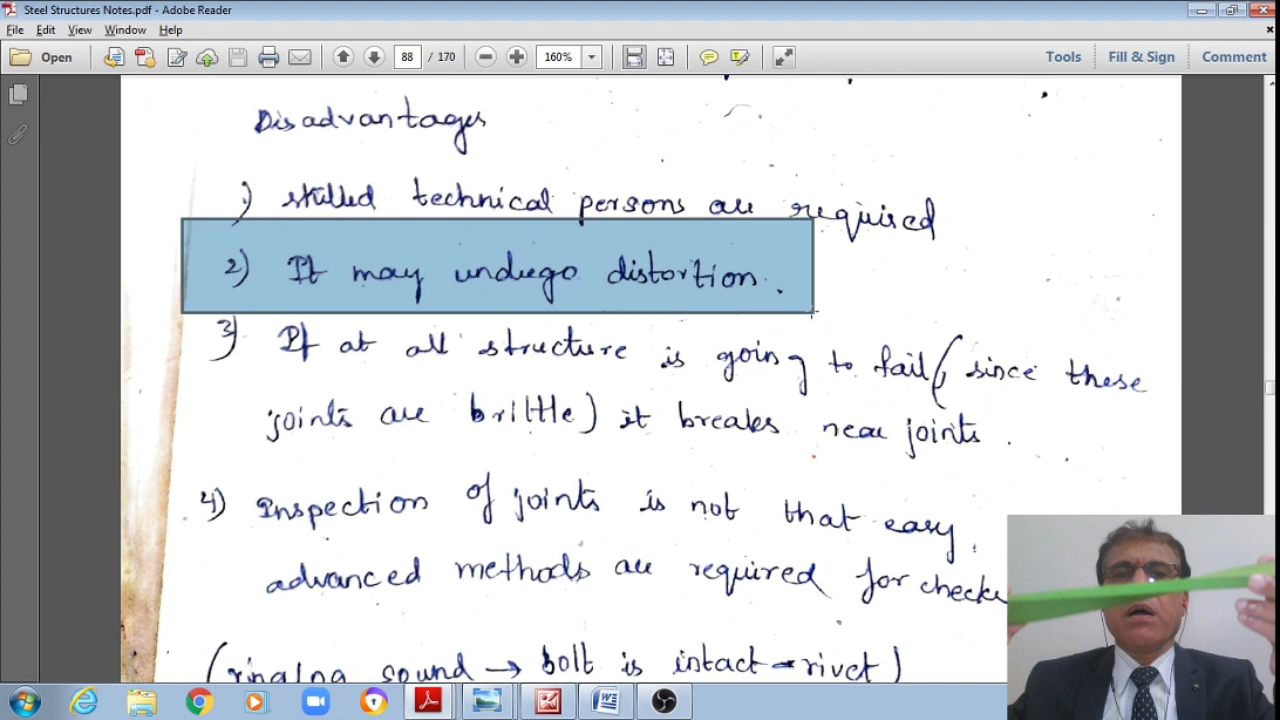 Steel Structures Notes.pdf - Adobe Reader
File Edit View Window Help
Open 88 / 170 160% Tools Fill & Sign Comment
Disadvantages
1) skilled technical persons are required
2) It may undergo distortion.
3) If at all structure is going to fail (since these
joints are brittle) it breaks near joints.
4) Inspection of joints is not that easy.
advanced methods are required for
(ringing sound → bolt is intact - rivet)